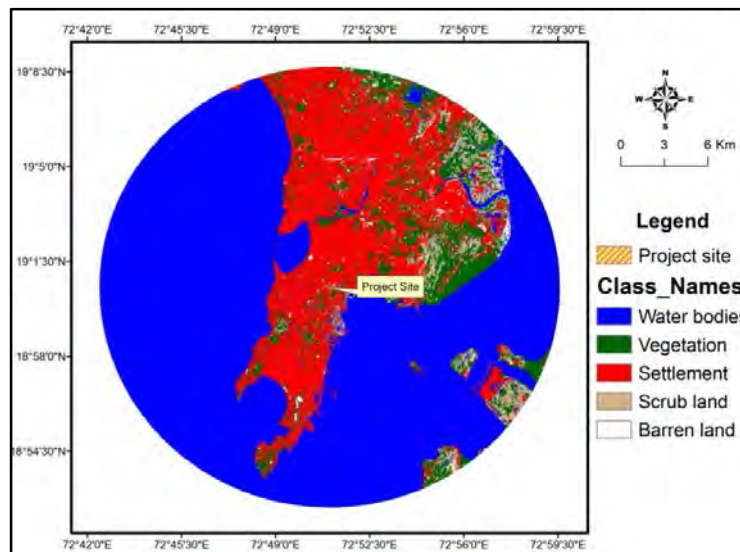 72°42'0"E 72°45'30"E 72°49'0"E 72°52'30"E 72°56'0"E 72°59'30"E
19°8'30"N
19°5'0"N
19°1'30"N
18°58'0"N
18°54'30"N
Project Site
72°42'0"E 72°45'30"E 72°49'0"E 72°52'30"E 72°56'0"E 72°59'30"E
N
W E
S
0 3 6 Km
Legend
Project site
Class_Names
Water bodies
Vegetation
Settlement
Scrub land
Barren land